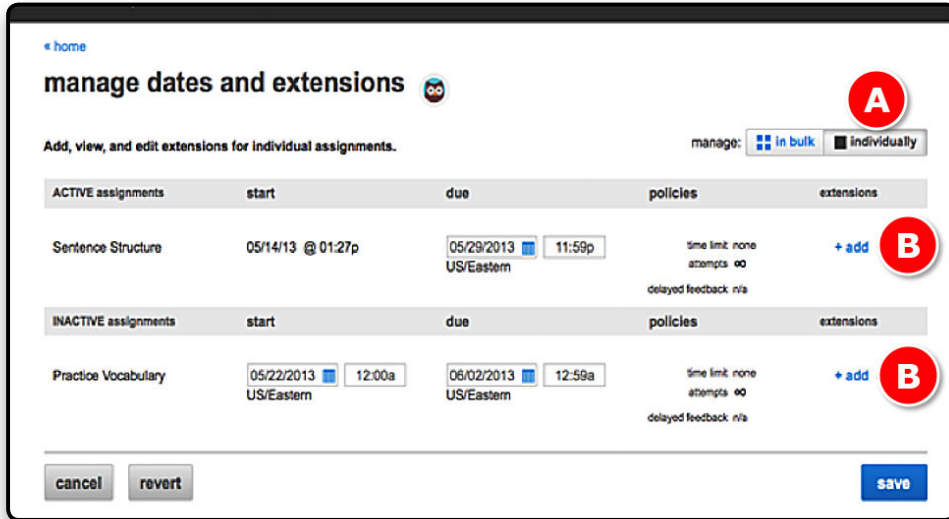 « home
manage dates and extensions
A
Add, view, and edit extensions for individual assignments.
manage: in bulk individually
ACTIVE assignments start due policies extensions
Sentence Structure 05/14/13 @ 01:27p 05/29/2013 11:59p time limit none + add B
US/Eastern attempts ∞
delayed feedback n/a
INACTIVE assignments start due policies extensions
Practice Vocabulary 05/22/2013 12:00a 06/02/2013 12:59a time limit none + add B
US/Eastern US/Eastern attempts ∞
delayed feedback n/a
cancel revert save